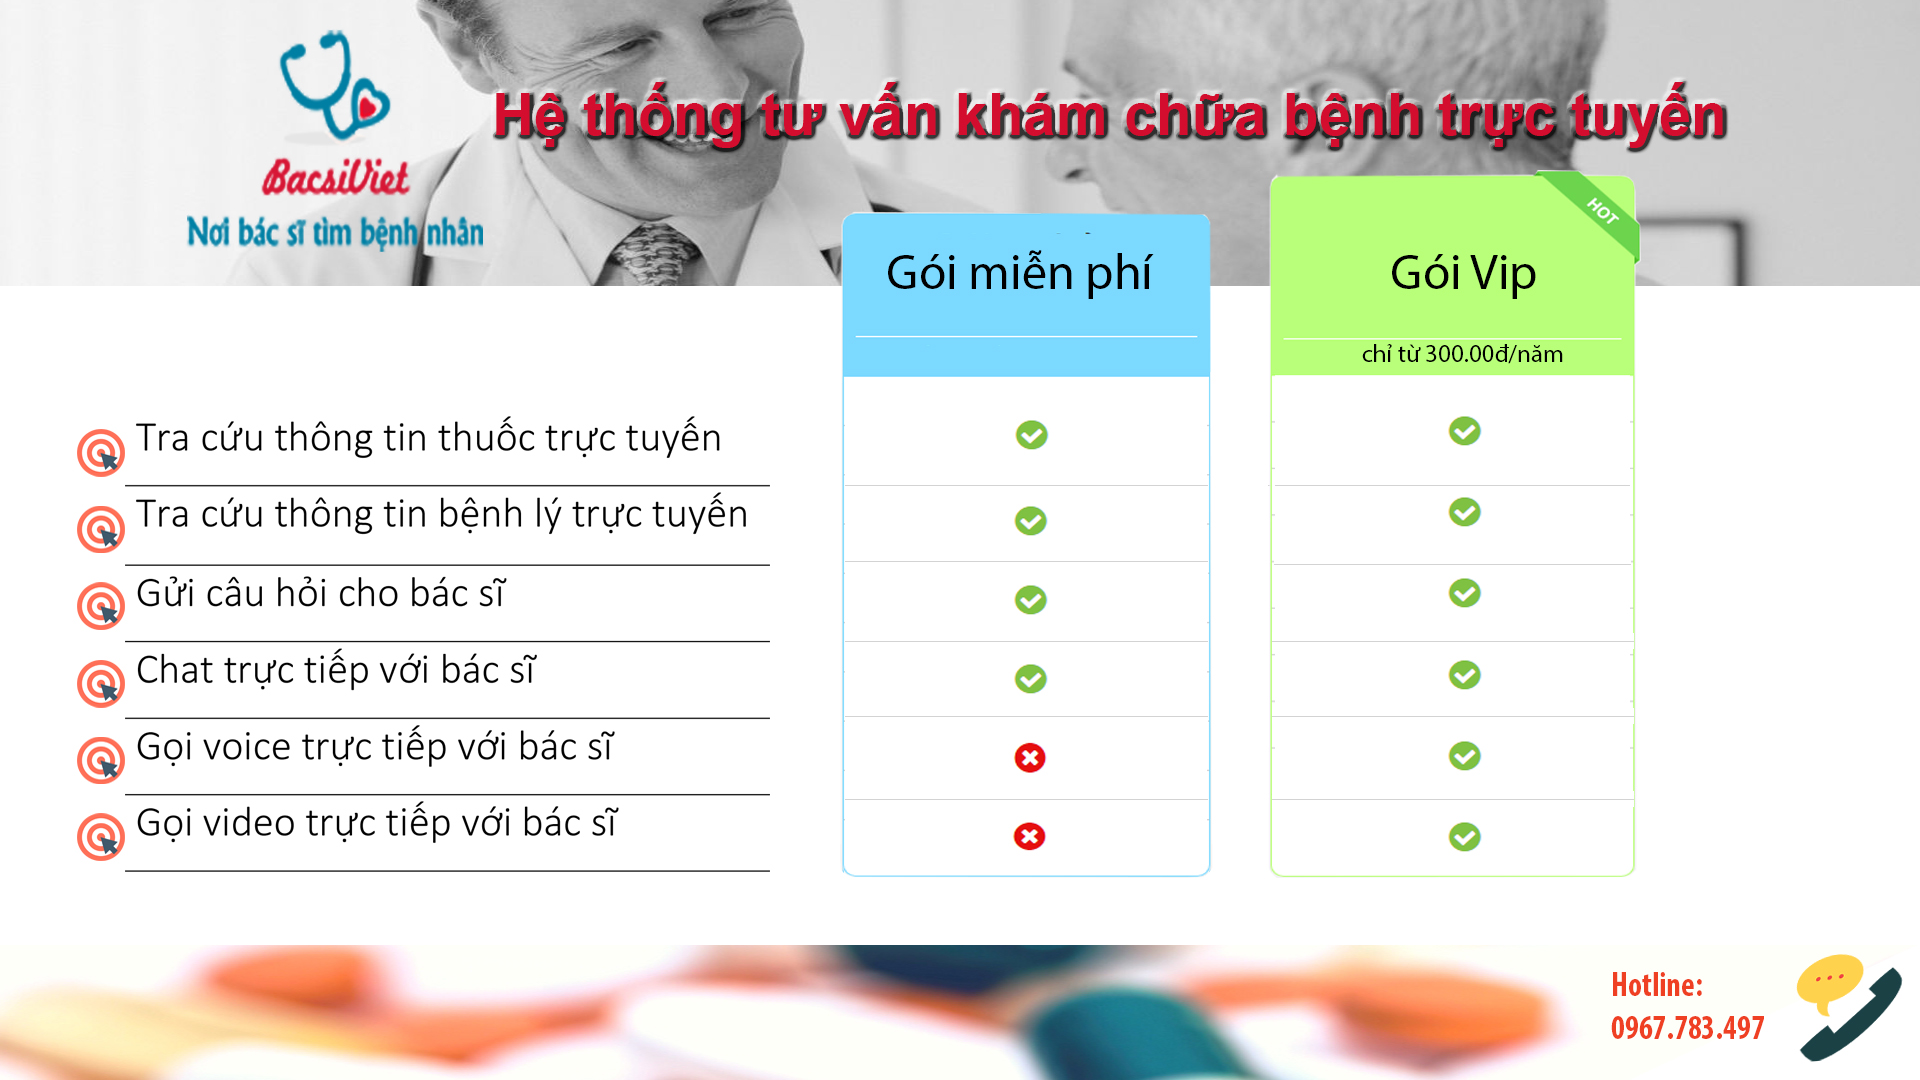 BacsiViet
Nơi bác sĩ tìm bệnh nhân
Hệ thống tư vấn khám chữa bệnh trực tuyến
Gói miễn phí
HOT
Gói Vip
chỉ từ 300.00đ/năm
Tra cứu thông tin thuốc trực tuyến
Tra cứu thông tin bệnh lý trực tuyến
Gửi câu hỏi cho bác sĩ
Chat trực tiếp với bác sĩ
Gọi voice trực tiếp với bác sĩ
Gọi video trực tiếp với bác sĩ
Hotline:
0967.783.497